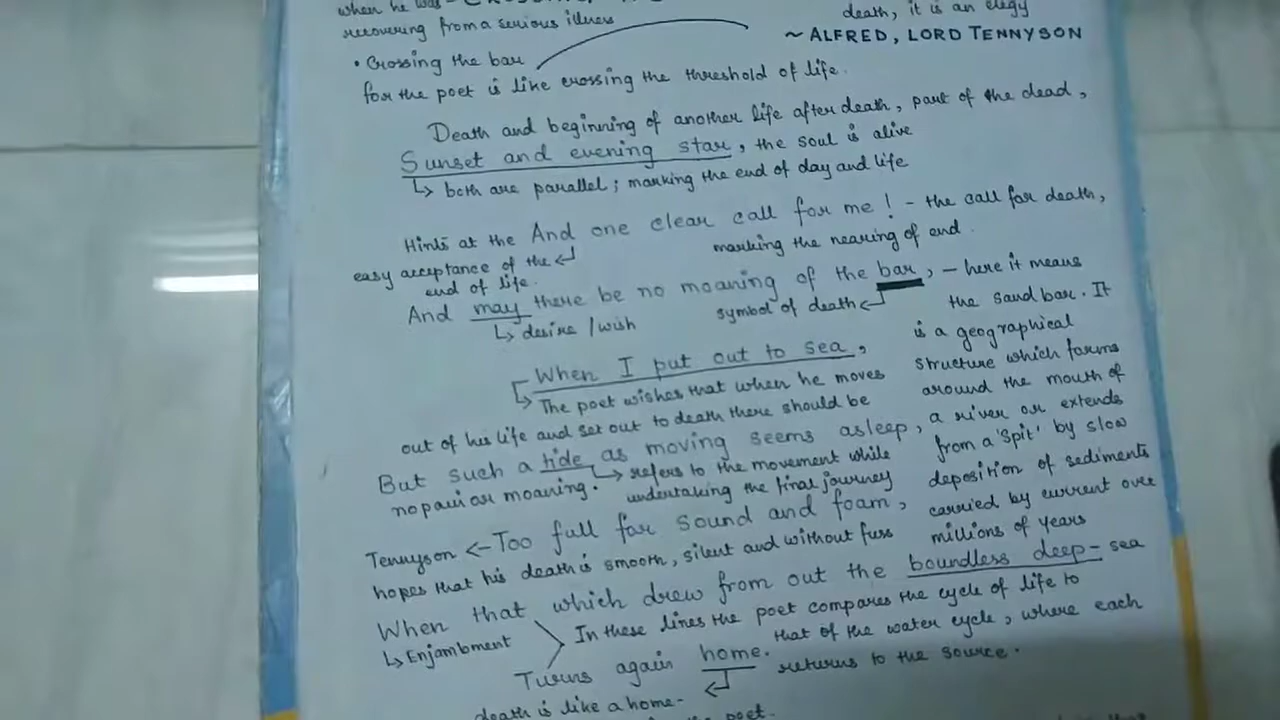 when he was
death, it is an elegy
recovering from a serious illness
~ ALFRED, LORD TENNYSON
• Crossing the bar
for the poet is like crossing the threshold of life.
Death and beginning of another life after death, part of the dead,
Sunset and evening star, the soul is alive
↳ both are parallel; marking the end of day and life
Hints at the And one clear call for me! - the call for death,
easy acceptance of the ↲ marking the nearing of end.
end of life.
And may there be no moaning of the bar, - here it means
↳ desire / wish symbol of death ↲ the sand bar. It
is a geographical
When I put out to sea, structure which forms
↳ The poet wishes that when he moves around the mouth of
out of his life and set out to death there should be a river or extends
But such a tide as moving seems asleep, from a 'spit' by slow
no pain or moaning. ↳ refers to the movement while deposition of sediments
undertaking the final journey carried by current over
Tennyson <- Too full for sound and foam, millions of years
hopes that his death is smooth, silent and without fuss
When that which drew from out the boundless deep - sea
↳ Enjambment In these lines the poet compares the cycle of life to
that of the water cycle, where each
Turns again home. returns to the source.
death is like a home-
the poet.